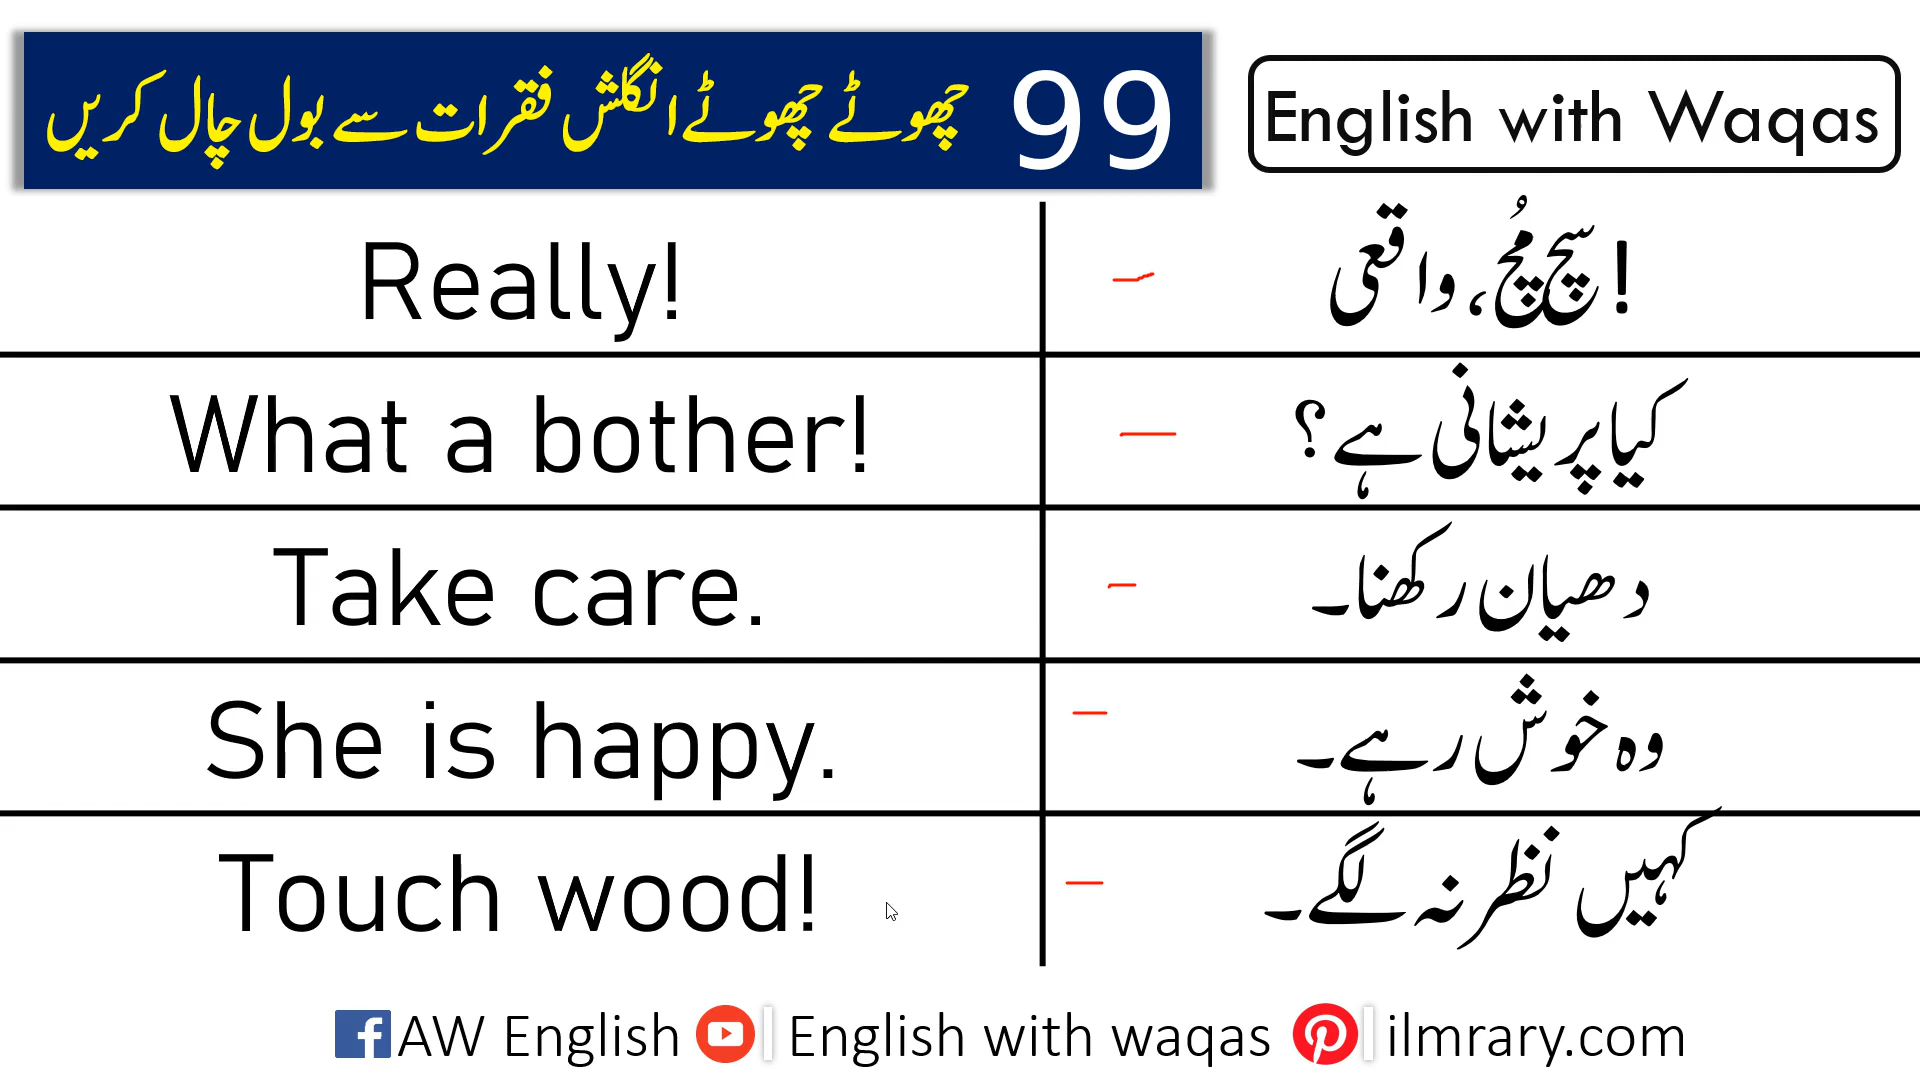 99 چھوٹے چھوٹے انگلش فقرات سے بول چال کریں
English with Waqas
Really!
! سچ مُچ، واقعی
What a bother!
کیا پریشانی ہے؟
Take care.
دھیان رکھنا۔
She is happy.
وہ خوش رہے۔
Touch wood!
کہیں نظر نہ لگے۔
AW English | English with waqas | ilmrary.com